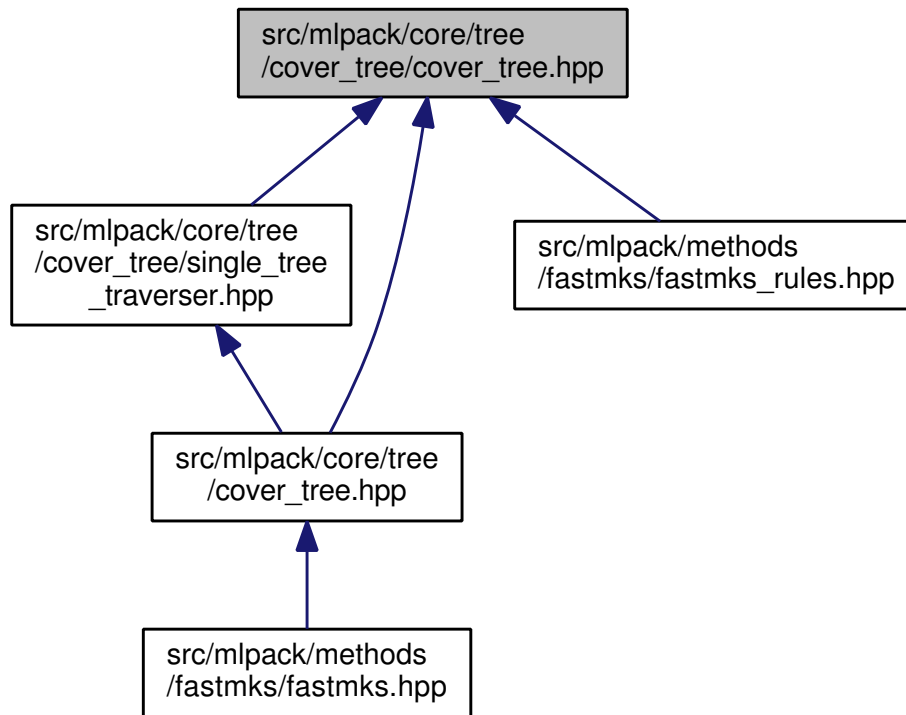 src/mlpack/core/tree
/cover_tree/cover_tree.hpp
src/mlpack/core/tree
/cover_tree/single_tree
_traverser.hpp
src/mlpack/methods
/fastmks/fastmks_rules.hpp
src/mlpack/core/tree
/cover_tree.hpp
src/mlpack/methods
/fastmks/fastmks.hpp